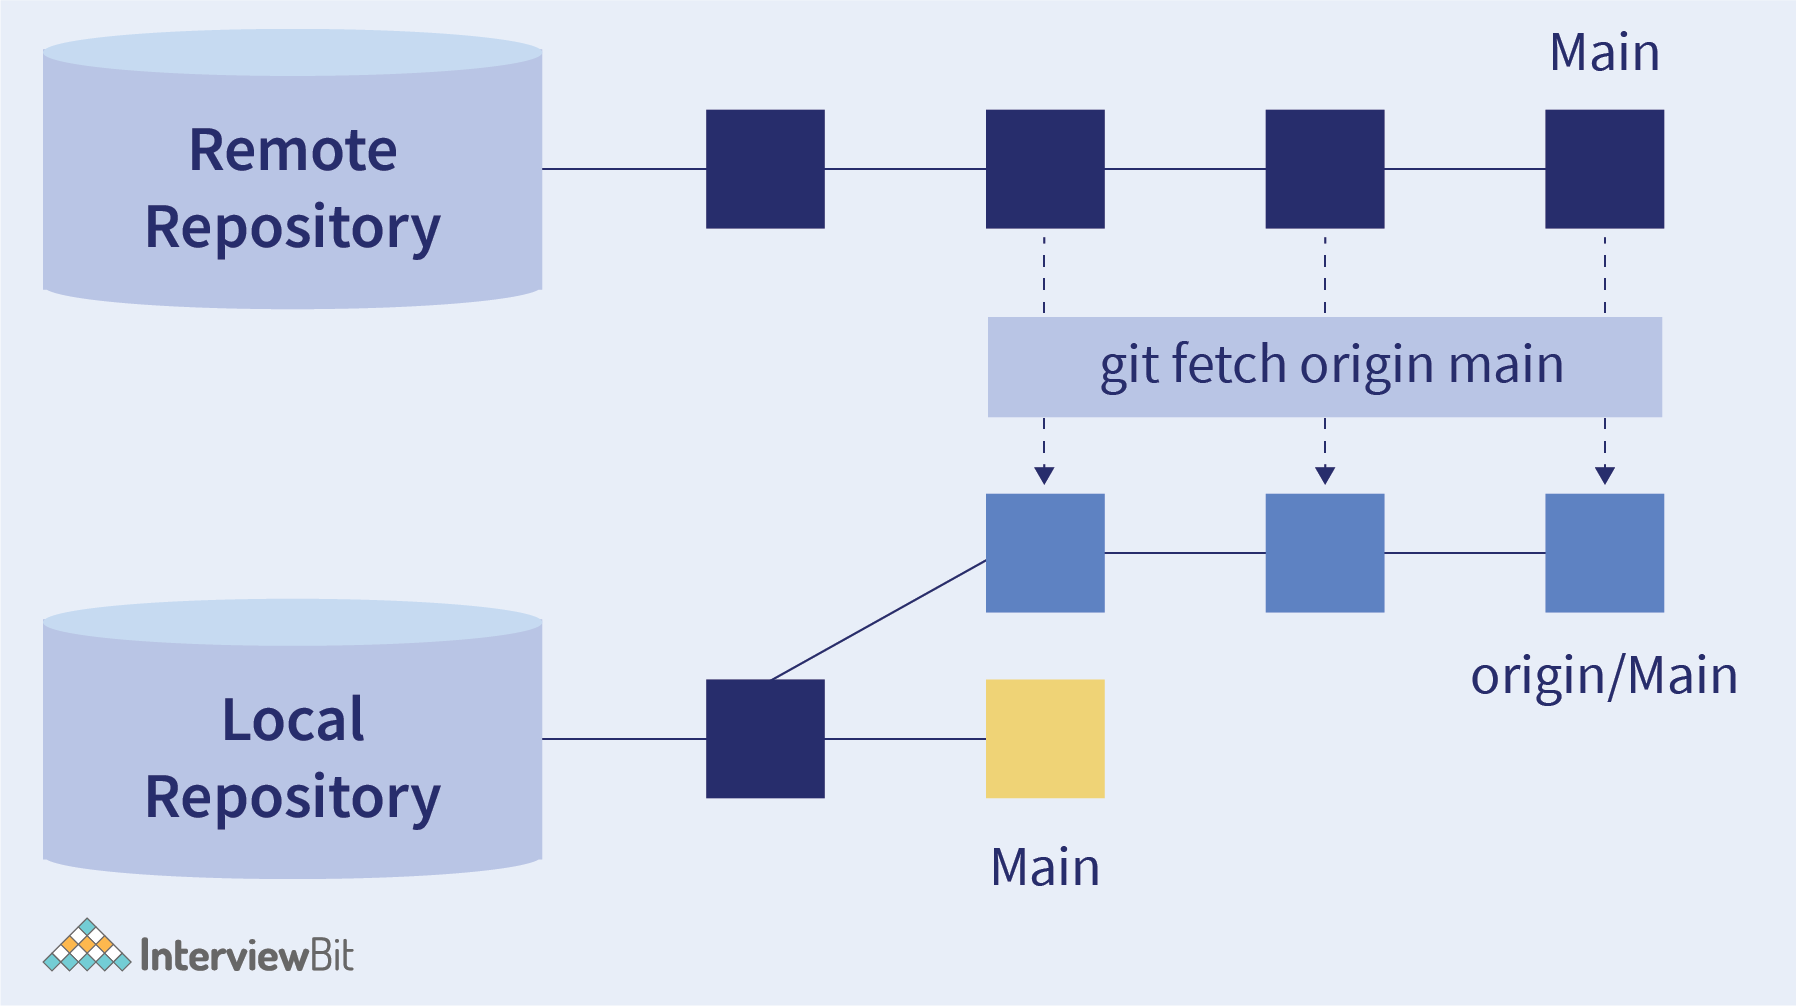 Main
Remote
Repository
git fetch origin main
origin/Main
Local
Repository
Main
InterviewBit